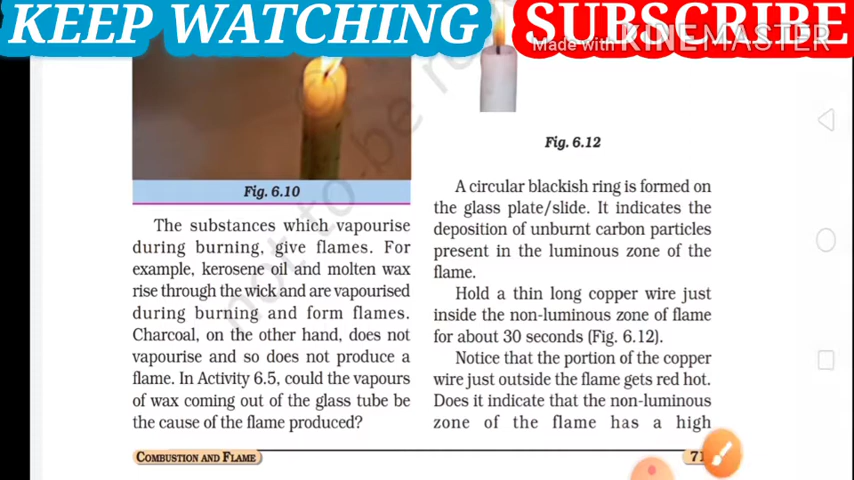 KEEP WATCHING
SUBSCRIBE
Made with KINEMASTER
Fig. 6.10
The substances which vapourise
during burning, give flames. For
example, kerosene oil and molten wax
rise through the wick and are vapourised
during burning and form flames.
Charcoal, on the other hand, does not
vapourise and so does not produce a
flame. In Activity 6.5, could the vapours
of wax coming out of the glass tube be
the cause of the flame produced?
Fig. 6.12
A circular blackish ring is formed on
the glass plate/slide. It indicates the
deposition of unburnt carbon particles
present in the luminous zone of the
flame.
Hold a thin long copper wire just
inside the non-luminous zone of flame
for about 30 seconds (Fig. 6.12).
Notice that the portion of the copper
wire just outside the flame gets red hot.
Does it indicate that the non-luminous
zone of the flame has a high
not to be re
COMBUSTION AND FLAME
71